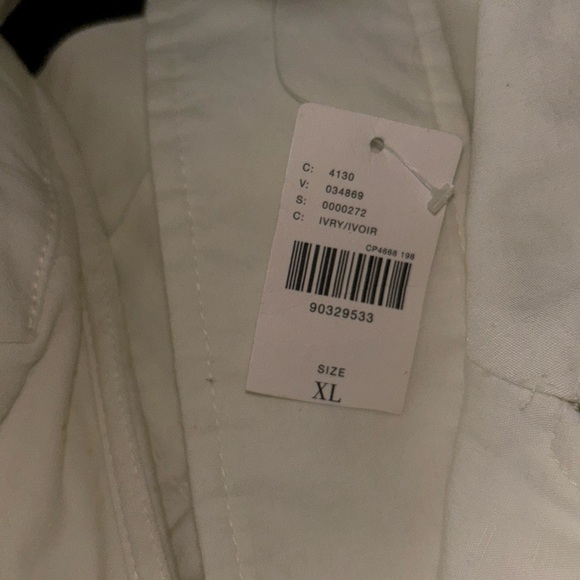 C: 4130
V: 034869
S: 0000272
C: IVRY/IVOIR
CP4668 198
90329533
SIZE
XL